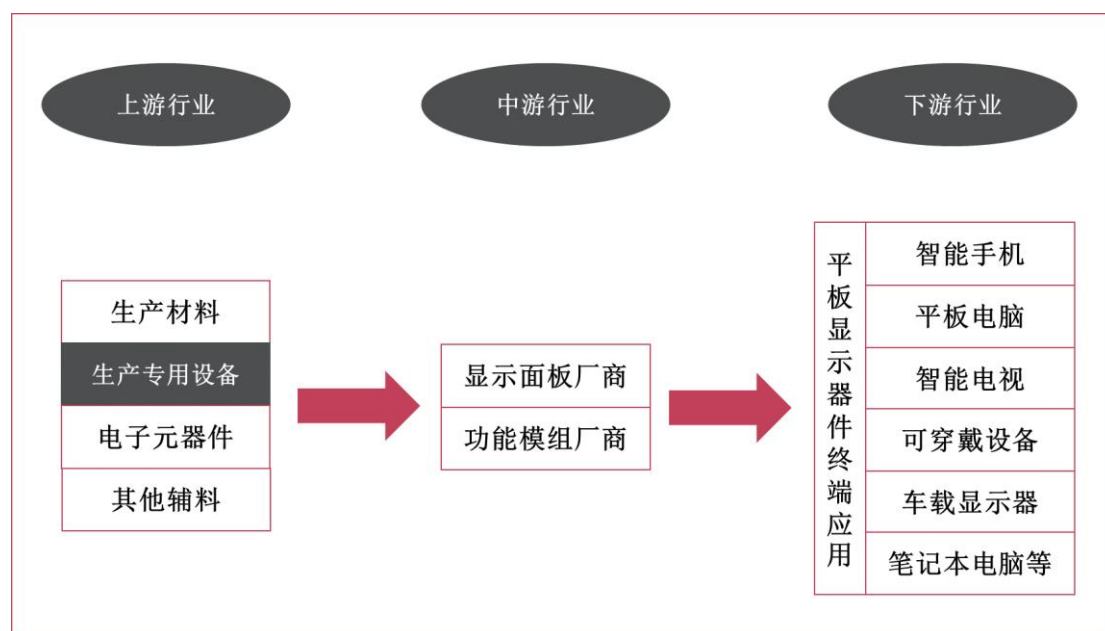 上游行业
中游行业
下游行业
生产材料
生产专用设备
电子元器件
其他辅料
显示面板厂商
功能模组厂商
平板显示器件终端应用
智能手机
平板电脑
智能电视
可穿戴设备
车载显示器
笔记本电脑等